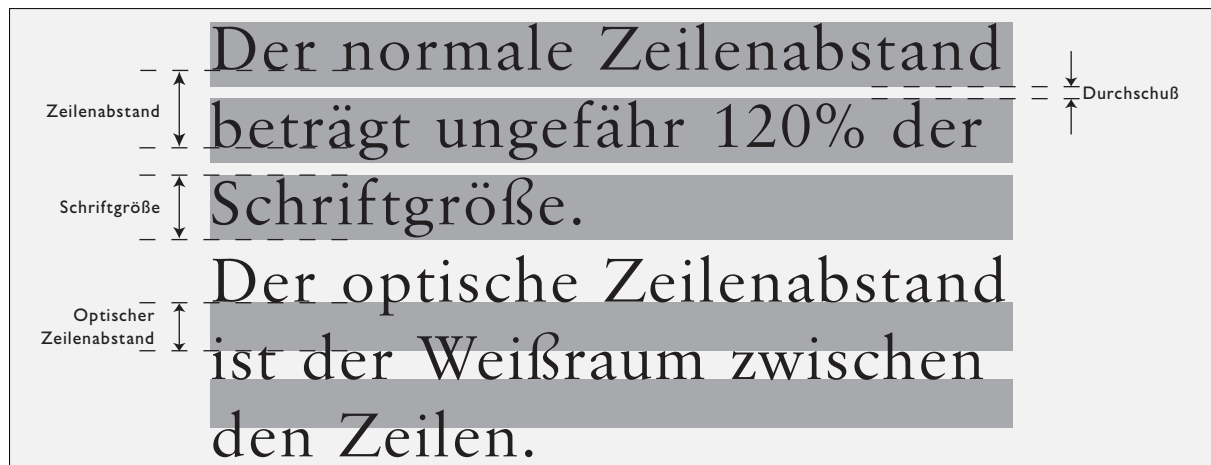 Der normale Zeilenabstand
Zeilenabstand
Durchschuß
beträgt ungefähr 120% der
Schriftgröße
Schriftgröße.
Der optische Zeilenabstand
Optischer
Zeilenabstand
ist der Weißraum zwischen
den Zeilen.